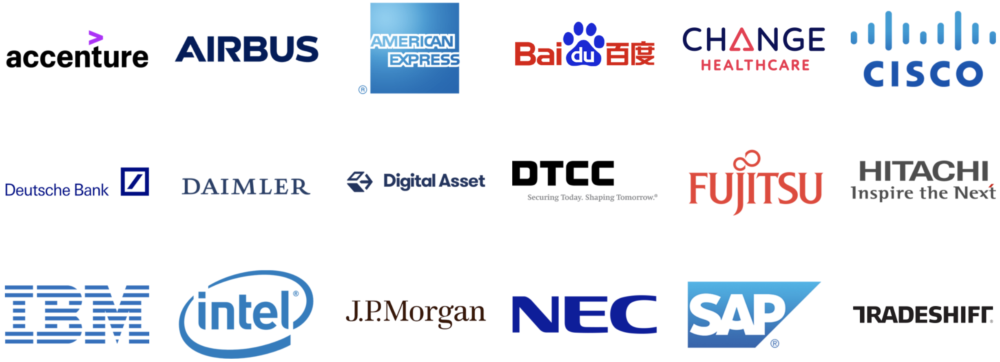 accenture
AIRBUS
AMERICAN
EXPRESS
®
Baidu百度
CHANGE
HEALTHCARE
CISCO
Deutsche Bank
DAIMLER
Digital Asset
DTCC
Securing Today. Shaping Tomorrow.®
FUJITSU
HITACHI
Inspire the Next
IBM
intel®
J.P.Morgan
NEC
SAP
®
TRADESHIFT®